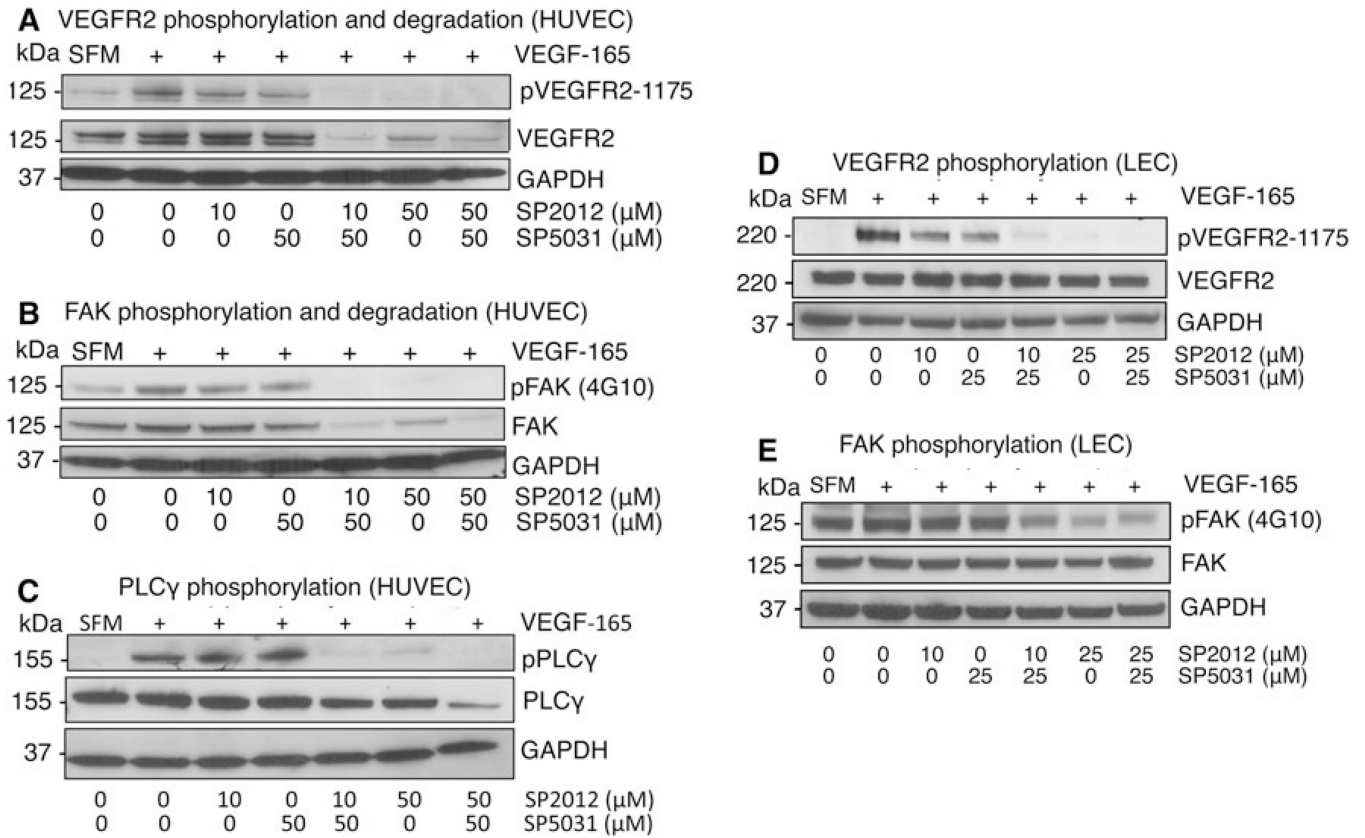 A VEGFR2 phosphorylation and degradation (HUVEC)
kDa SFM + + + + + + VEGF-165
125 - pVEGFR2-1175
125 - VEGFR2
37 - GAPDH
0 0 10 0 10 50 50 SP2012 (µM)
0 0 0 50 50 0 50 SP5031 (µM)
B FAK phosphorylation and degradation (HUVEC)
kDa SFM + + + + + + VEGF-165
125 - pFAK (4G10)
125 - FAK
37 - GAPDH
0 0 10 0 10 50 50 SP2012 (µM)
0 0 0 50 50 0 50 SP5031 (µM)
C PLCγ phosphorylation (HUVEC)
kDa SFM + + + + + + VEGF-165
155 - pPLCγ
155 - PLCγ
37 - GAPDH
0 0 10 0 10 50 50 SP2012 (µM)
0 0 0 50 50 0 50 SP5031 (µM)
D VEGFR2 phosphorylation (LEC)
kDa SFM + + + + + + VEGF-165
220 - pVEGFR2-1175
220 - VEGFR2
37 - GAPDH
0 0 10 0 10 25 25 SP2012 (µM)
0 0 0 25 25 0 25 SP5031 (µM)
E FAK phosphorylation (LEC)
kDa SFM + + + + + + VEGF-165
125 - pFAK (4G10)
125 - FAK
37 - GAPDH
0 0 10 0 10 25 25 SP2012 (µM)
0 0 0 25 25 0 25 SP5031 (µM)